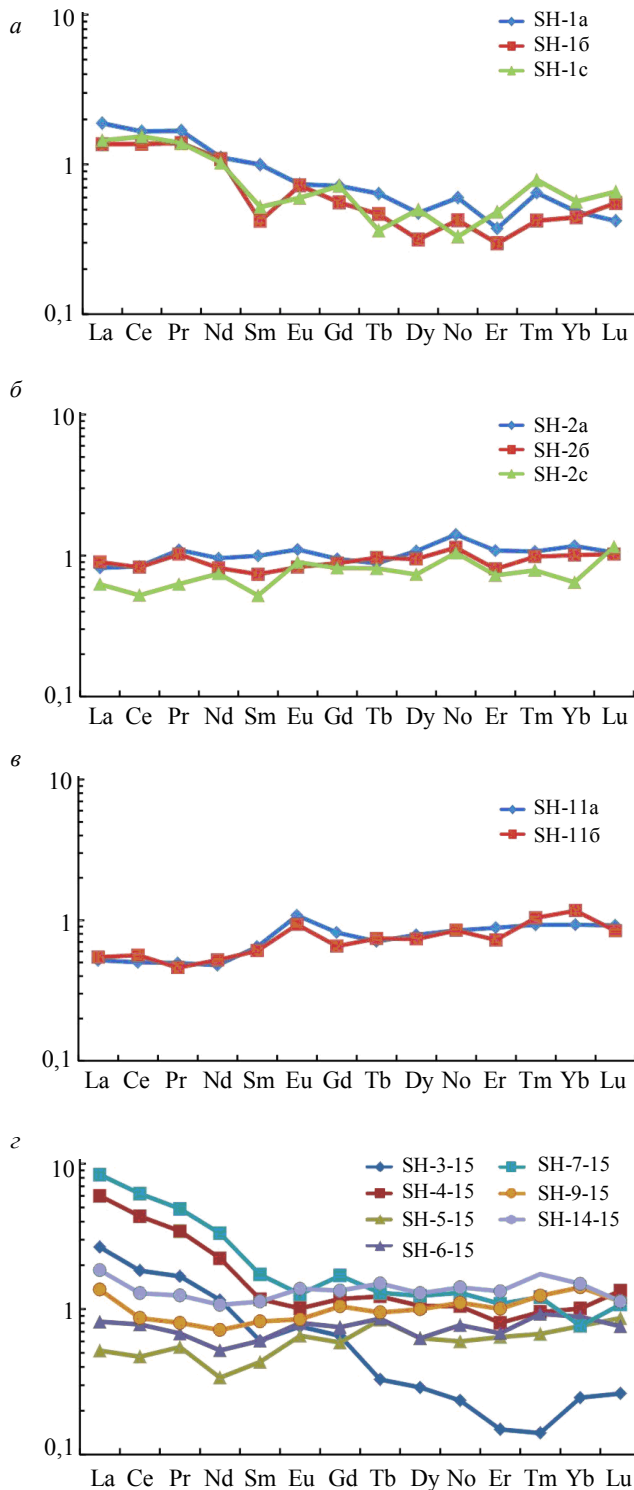 а
10
1
0,1
SH-1а
SH-1б
SH-1с
La Ce Pr Nd Sm Eu Gd Tb Dy No Er Tm Yb Lu
б
10
1
0,1
SH-2а
SH-2б
SH-2с
La Ce Pr Nd Sm Eu Gd Tb Dy No Er Tm Yb Lu
в
10
1
0,1
SH-11а
SH-11б
La Ce Pr Nd Sm Eu Gd Tb Dy No Er Tm Yb Lu
г
10
1
0,1
SH-3-15 SH-7-15
SH-4-15 SH-9-15
SH-5-15 SH-14-15
SH-6-15
La Ce Pr Nd Sm Eu Gd Tb Dy No Er Tm Yb Lu